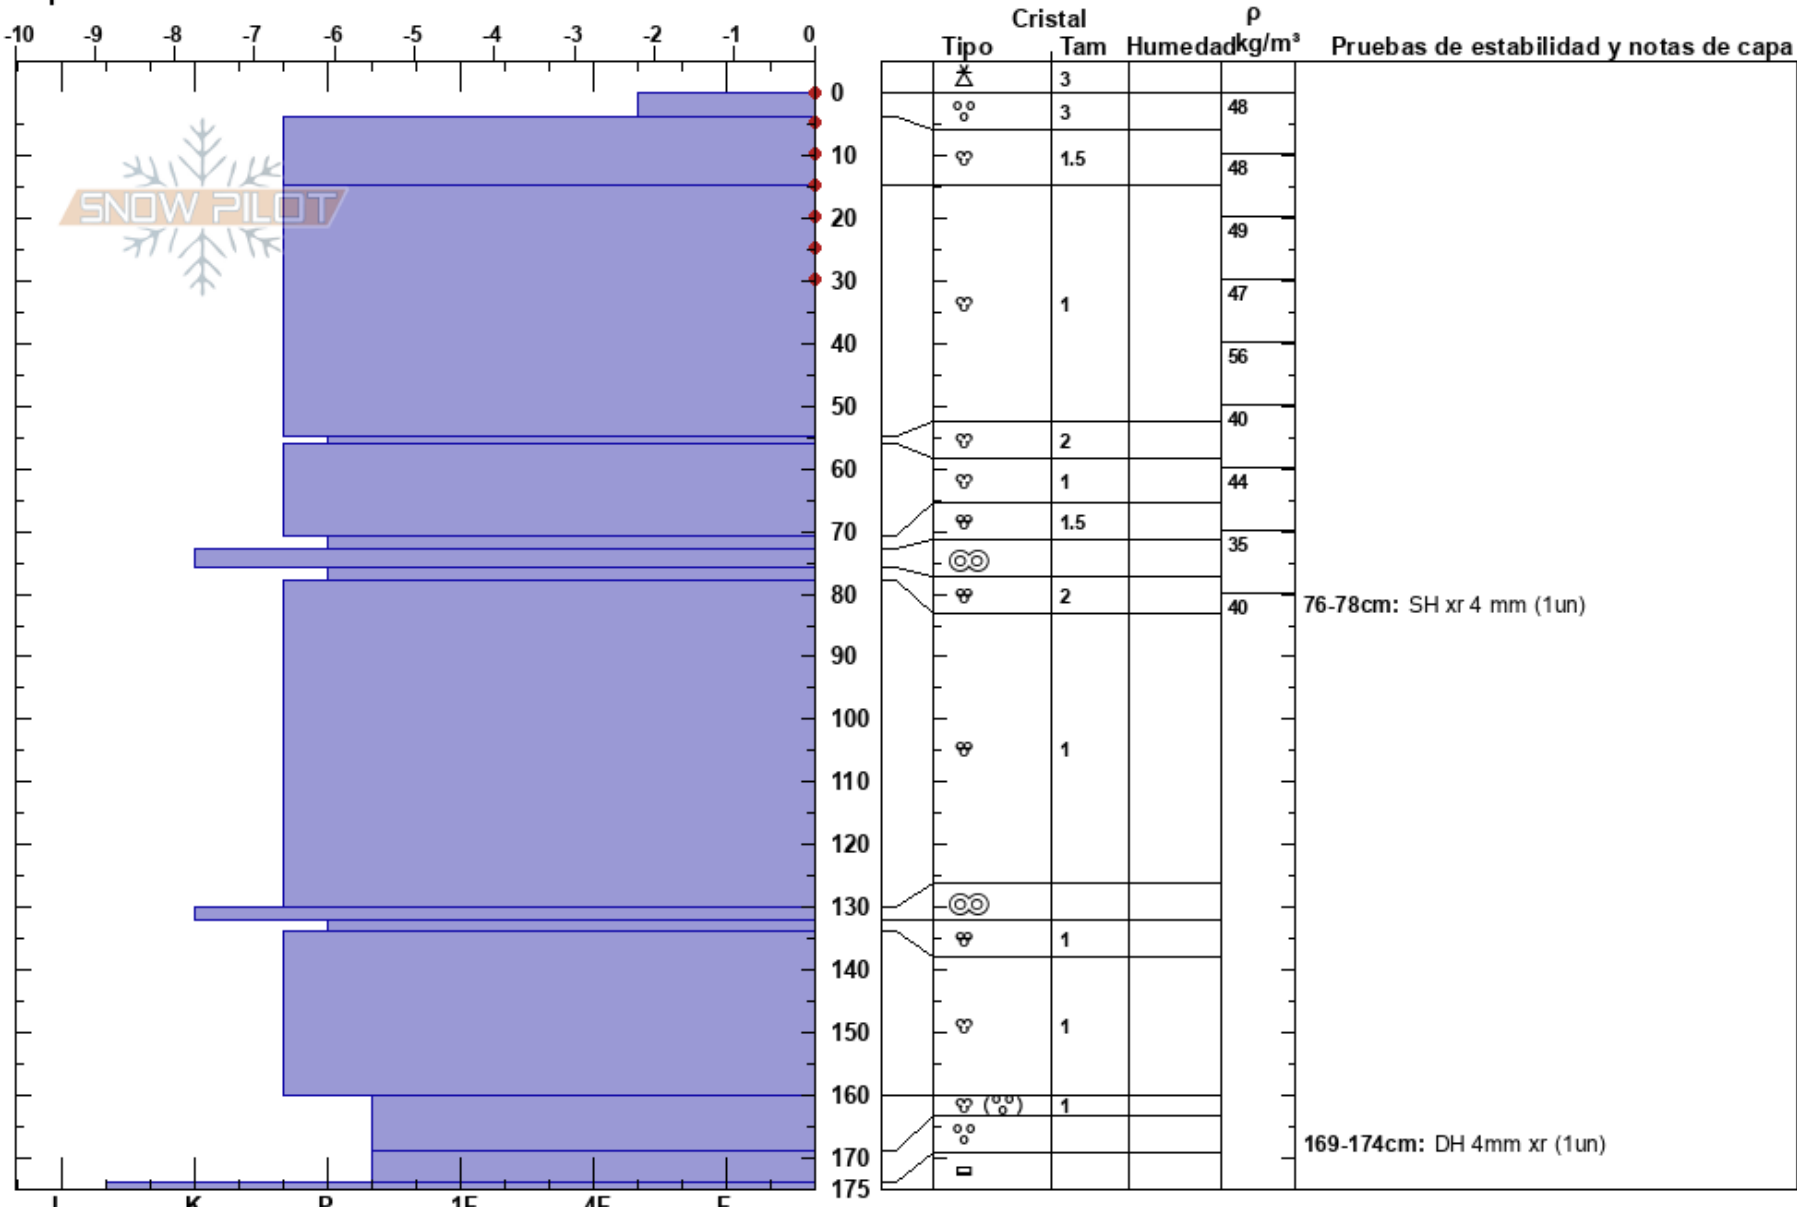 Cristal ρ
-10 -9 -8 -7 -6 -5 -4 -3 -2 -1 0 Tipo Tam Humedad kg/m³ Pruebas de estabilidad y notas de capa
3
0
3 48
10 1.5 48
SNOW PILOT
20 49
30 1 47
40 56
50 40
2
60 1 44
70 1.5 35
80 2 40 76-78cm: SH xr 4 mm (1un)
90
100
1
110
120
130
1
140
150 1
160 1
169-174cm: DH 4mm xr (1un)
170
175
I K P 1F 4F F